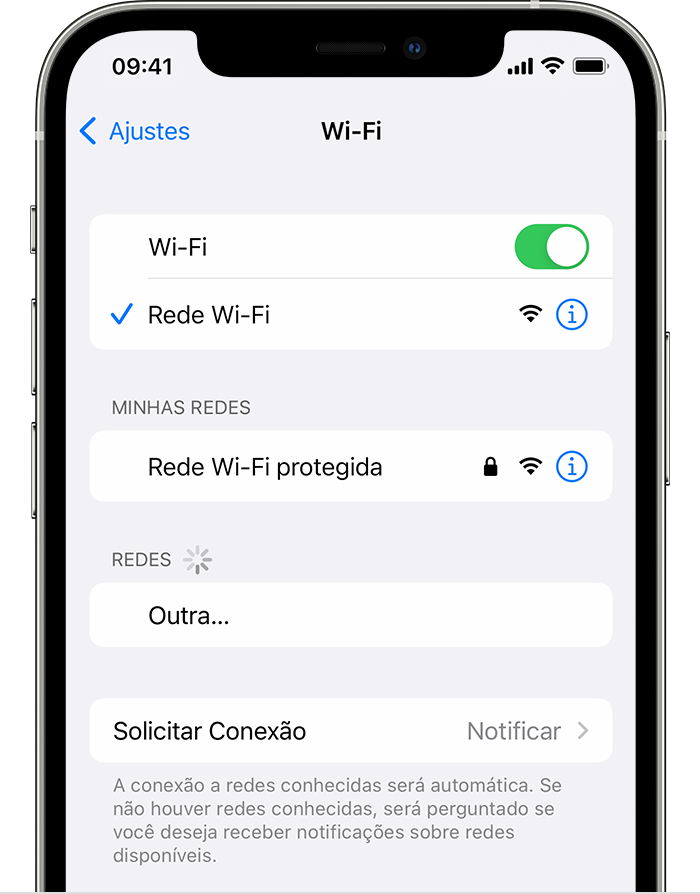 09:41
Ajustes
Wi-Fi
Wi-Fi
Rede Wi-Fi
MINHAS REDES
Rede Wi-Fi protegida
REDES
Outra...
Solicitar Conexão
Notificar
A conexão a redes conhecidas será automática. Se
não houver redes conhecidas, será perguntado se
você deseja receber notificações sobre redes
disponíveis.